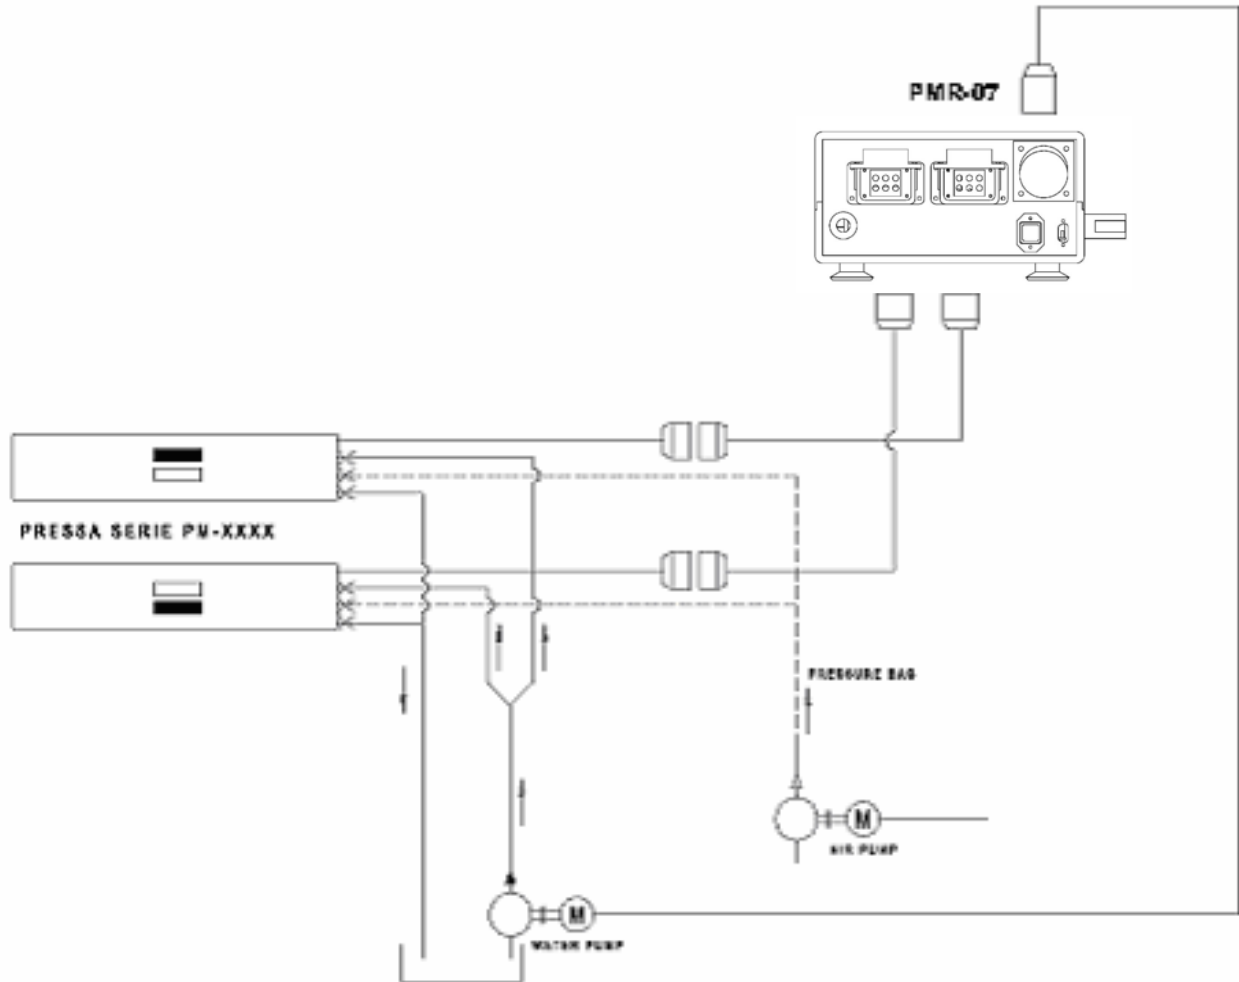 PMR-07
PRESSA SERIE PM-XXXX
PRESSURE BAG
M
AIR PUMP
M
WATER PUMP